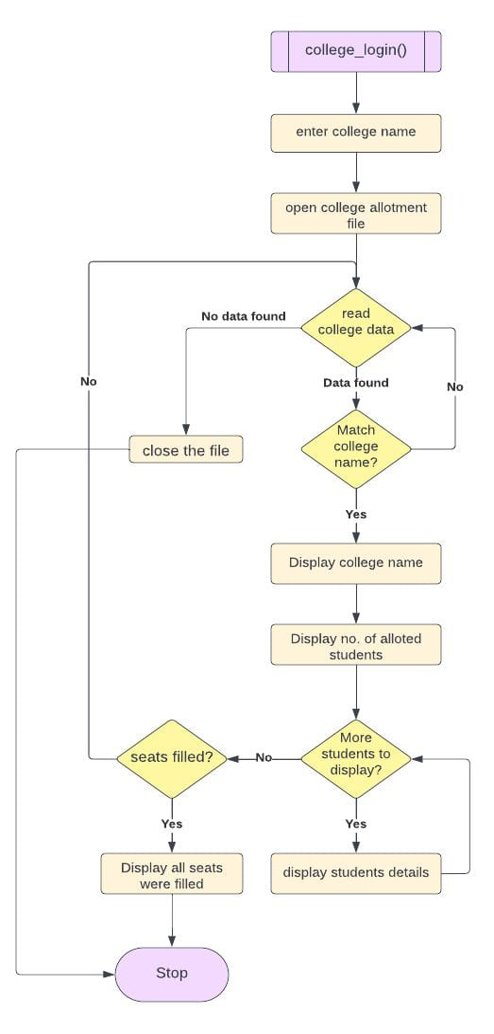 college_login()
enter college name
open college allotment
file
read
college data
No data found
Data found
No
No
Match
college
name?
close the file
Yes
Display college name
Display no. of alloted
students
More
students to
display?
No
seats filled?
Yes
Yes
Display all seats
were filled
display students details
Stop